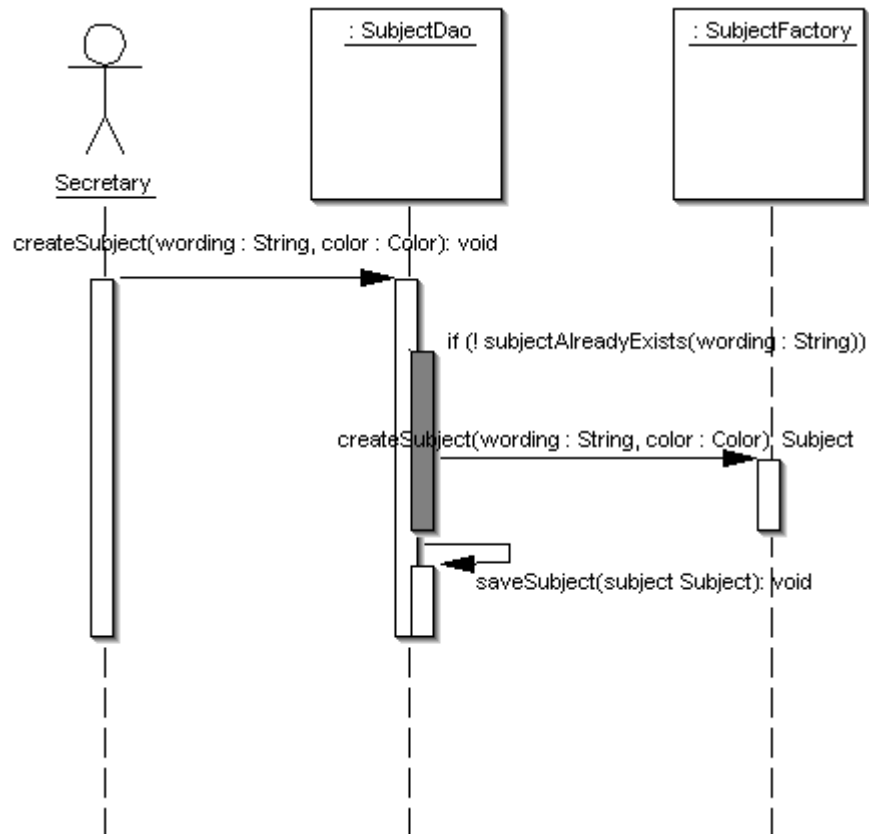 : SubjectDao
: SubjectFactory
Secretary
createSubject(wording : String, color : Color): void
if (! subjectAlreadyExists(wording : String))
createSubject(wording : String, color : Color) Subject
saveSubject(subject Subject): void